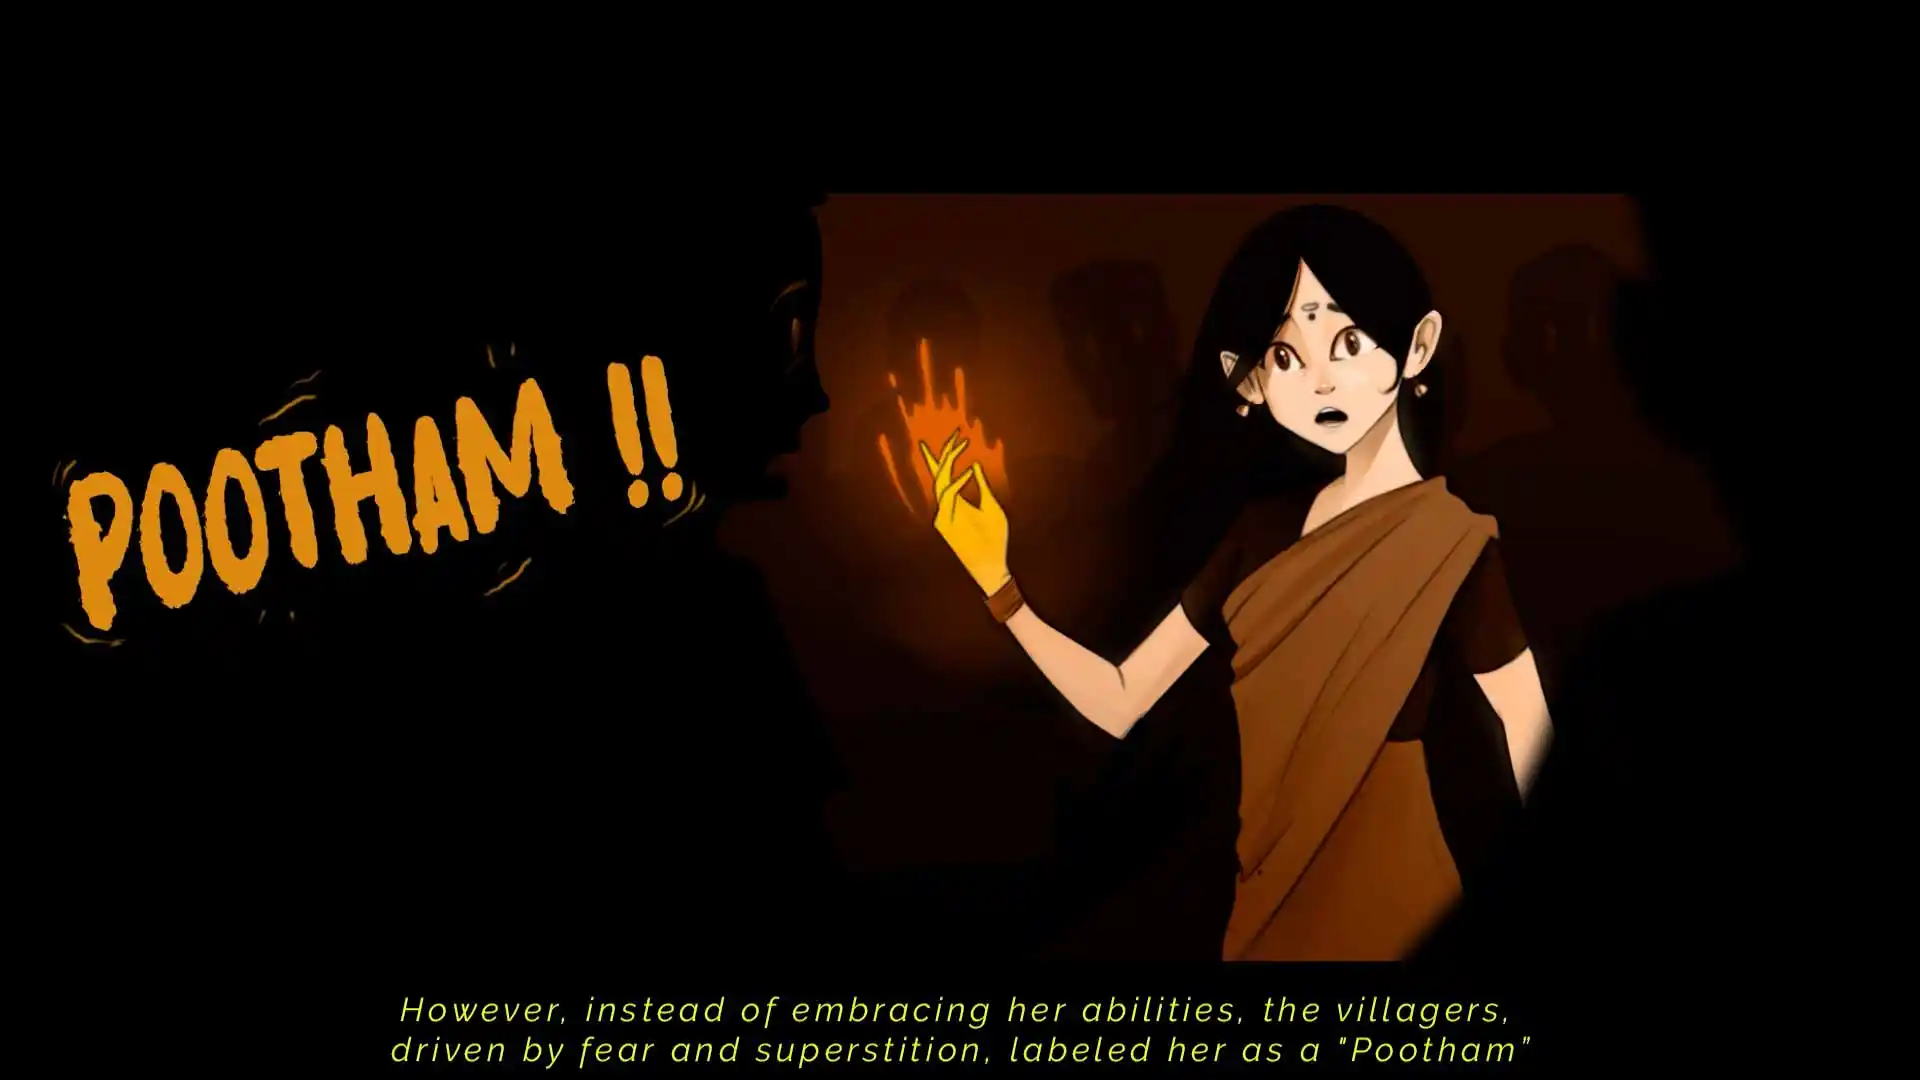 POOTHAM !!
However, instead of embracing her abilities, the villagers,
driven by fear and superstition, labeled her as a "Pootham"